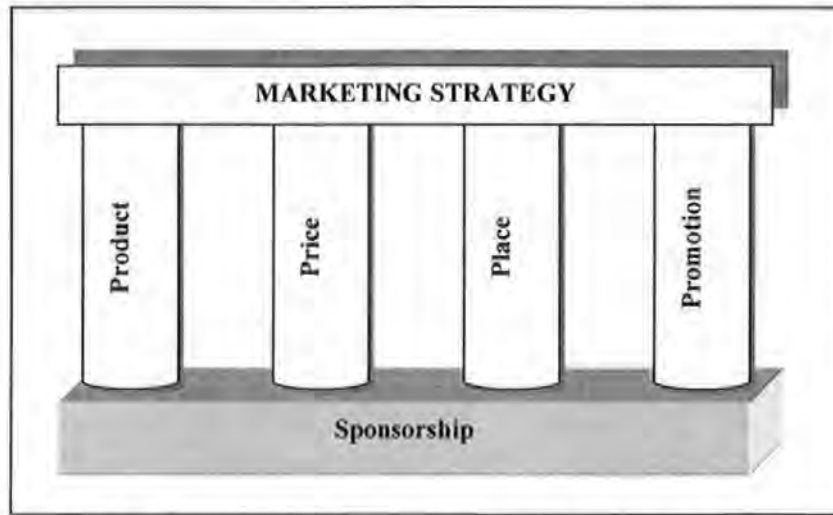 MARKETING STRATEGY
Product
Price
Place
Promotion
Sponsorship